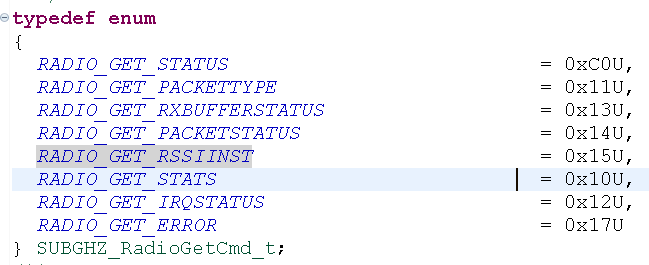 typedef enum
{
RADIO_GET_STATUS = 0xC0U,
RADIO_GET_PACKETTYPE = 0x11U,
RADIO_GET_RXBUFFERSTATUS = 0x13U,
RADIO_GET_PACKETSTATUS = 0x14U,
RADIO_GET_RSSIINST = 0x15U,
RADIO_GET_STATS = 0x10U,
RADIO_GET_IRQSTATUS = 0x12U,
RADIO_GET_ERROR = 0x17U
} SUBGHZ_RadioGetCmd_t;